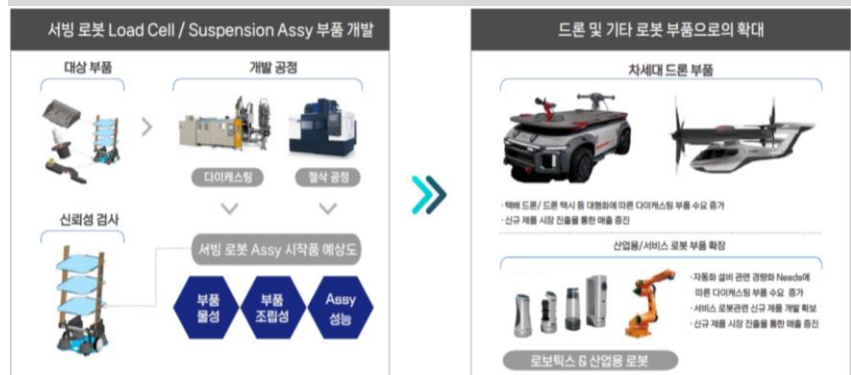 서빙 로봇 Load Cell / Suspension Assy 부품 개발
대상 부품
개발 공정
다이캐스팅
절삭 공정
신뢰성 검사
서빙 로봇 Assy 시작품 예상도
부품
물성
부품
조립성
Assy
성능
드론 및 기타 로봇 부품으로의 확대
차세대 드론 부품
· 택배 드론/ 드론 택시 등 대형화에 따른 다이캐스팅 부품 수요 증가
· 신규 제품 시장 진출을 통한 매출 증진
산업용/서비스 로봇 부품 확장
· 자동화 설비 관련 경량화 Needs에
따른 다이캐스팅 부품 수요 증가
· 서비스 로봇관련 신규 제품 개발 확보
· 신규 제품 시장 진출을 통한 매출 증진
로보틱스 & 산업용 로봇